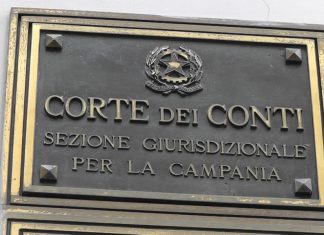 CORTE DEI CONTI
SEZIONE GIURISDIZIONALE
PER LA CAMPANIA